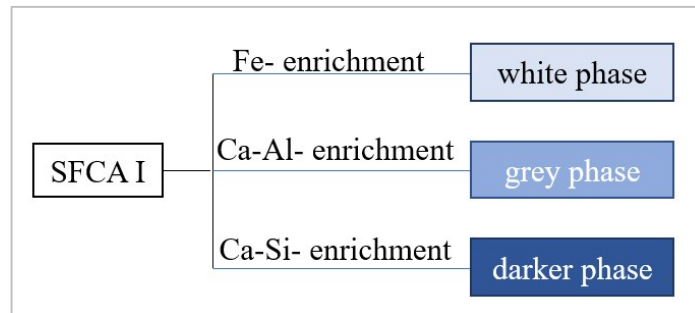 Fe- enrichment
white phase
SFCA I
Ca-Al- enrichment
grey phase
Ca-Si- enrichment
darker phase